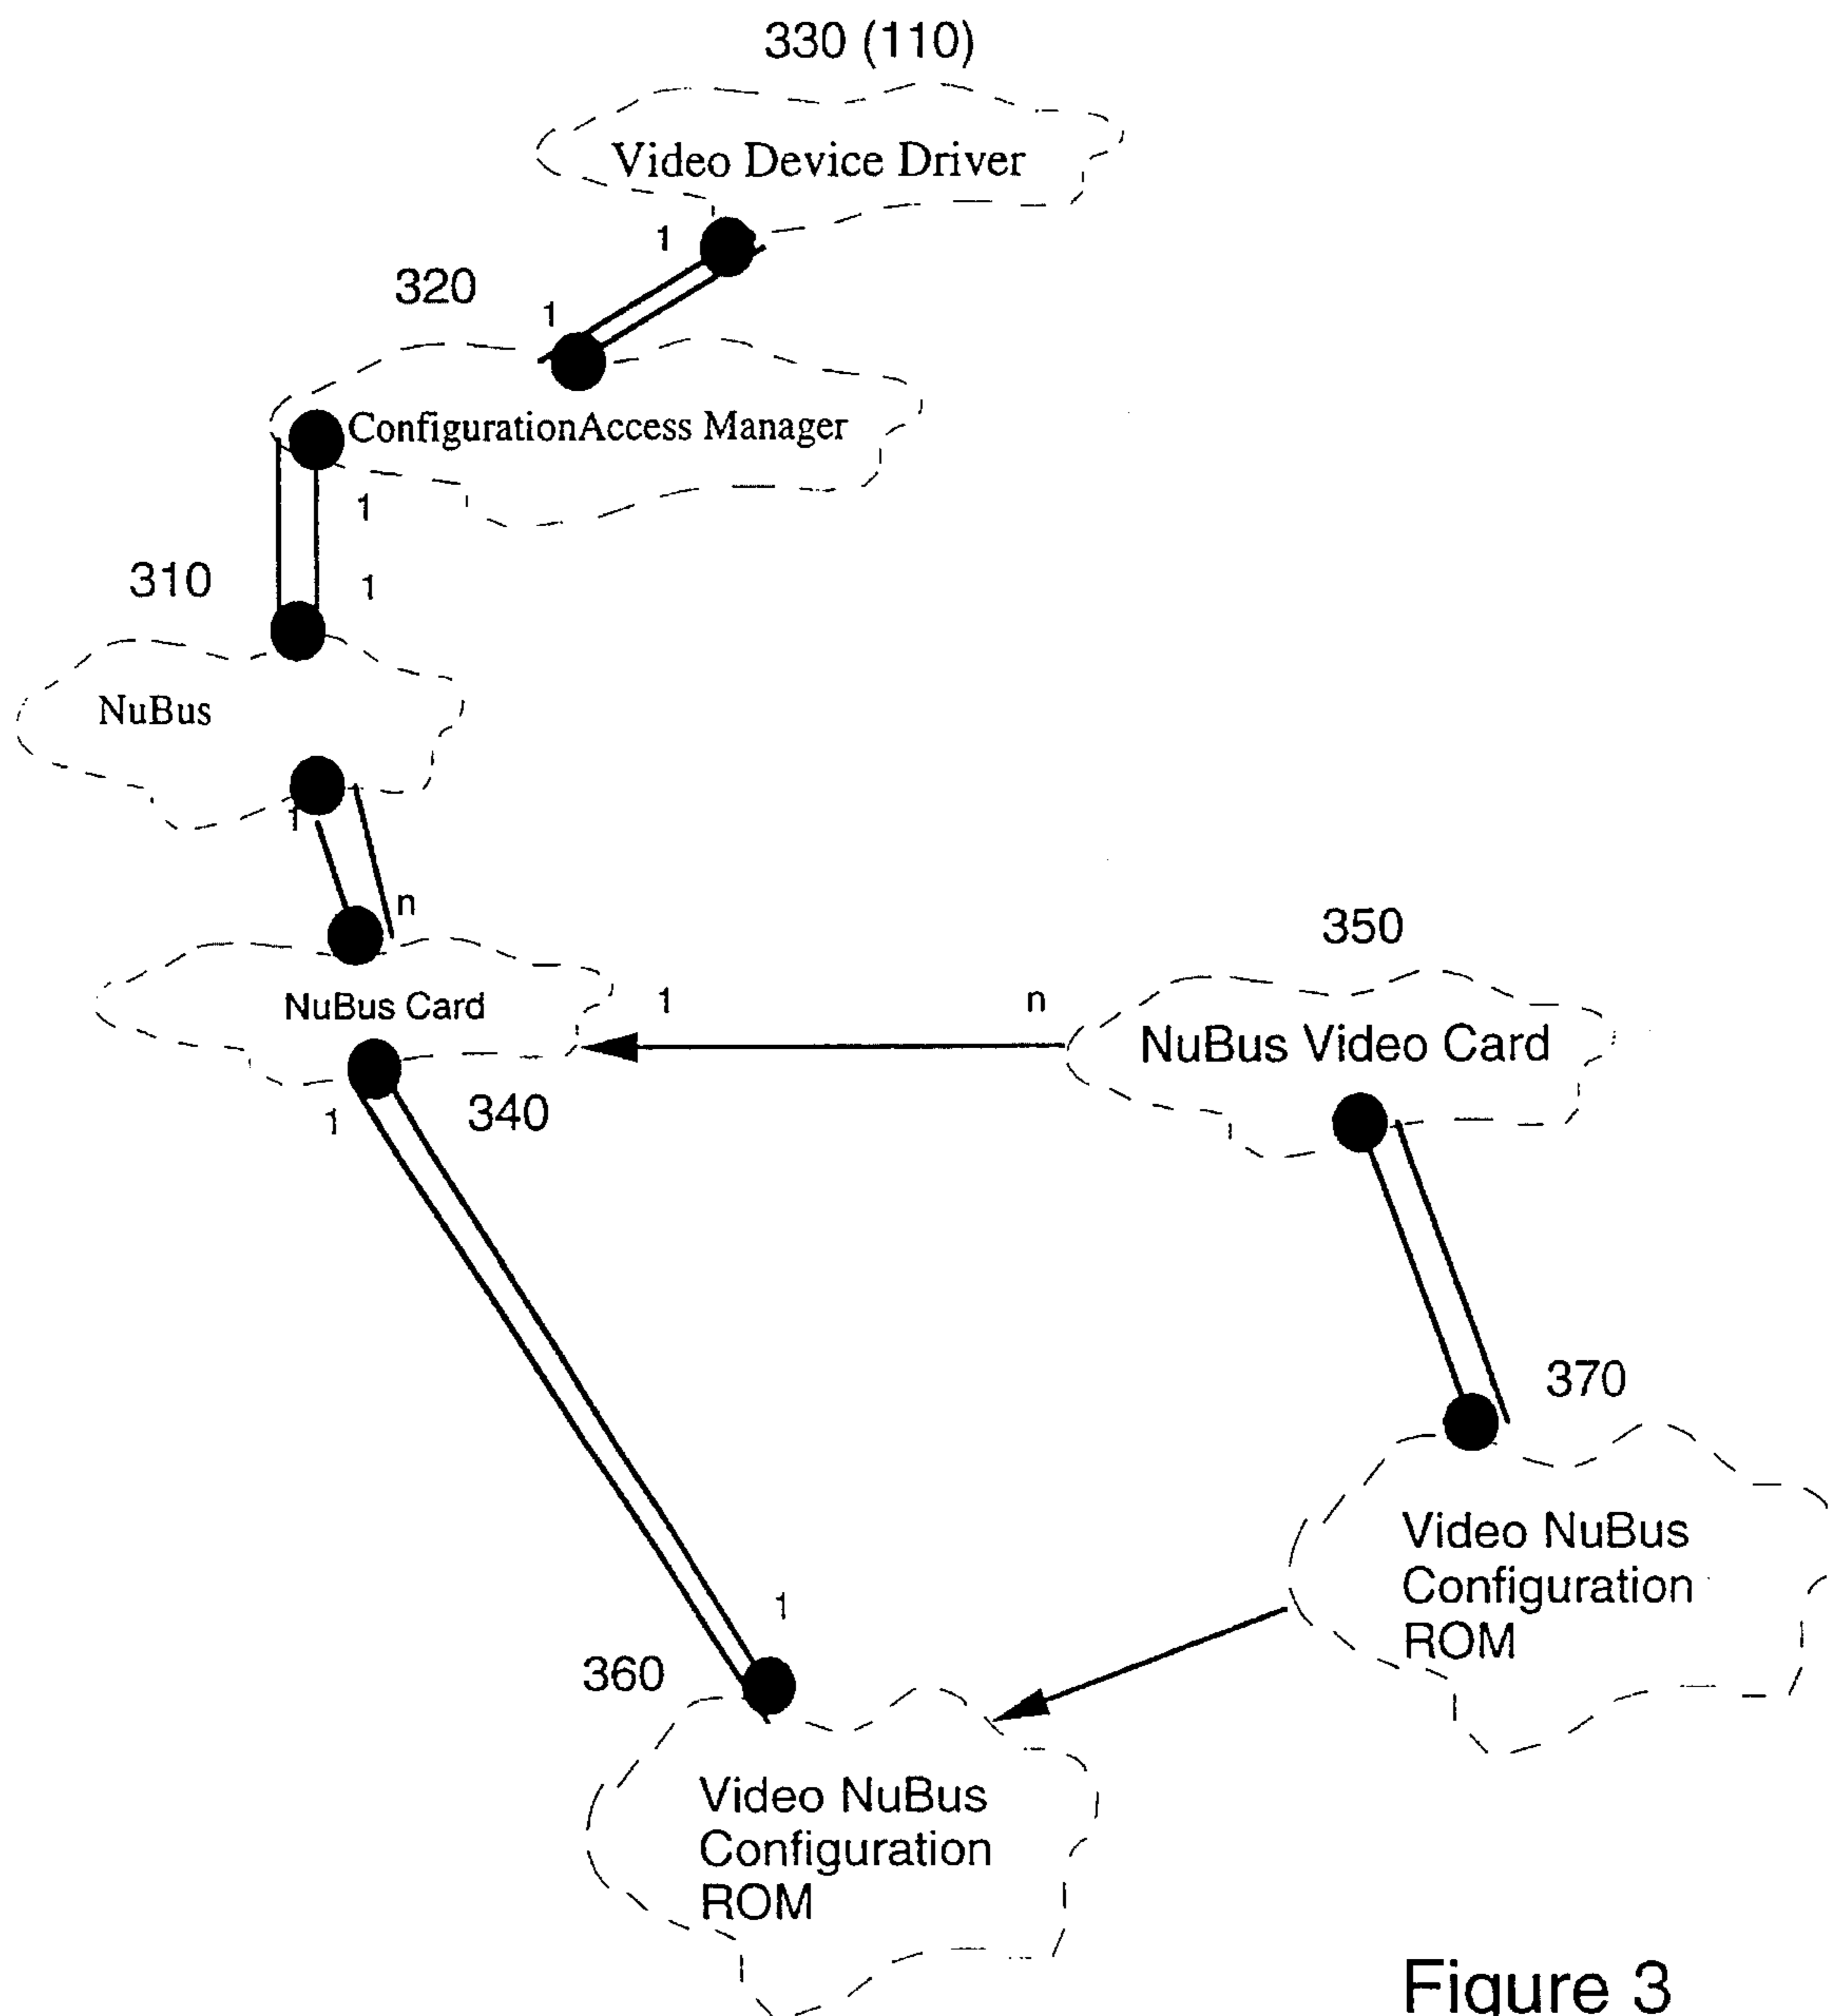 330 (110)
Video Device Driver
1
320
1
ConfigurationAccess Manager
1
310
1
NuBus
1
n
350
NuBus Card
1
n
NuBus Video Card
340
1
370
Video NuBus
Configuration
ROM
1
360
Video NuBus
Configuration
ROM
Figure 3